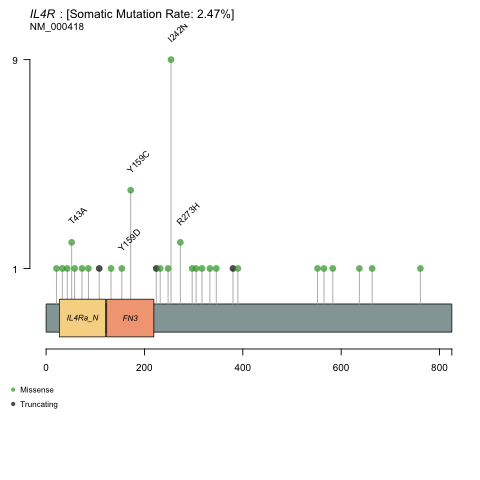 IL4R : [Somatic Mutation Rate: 2.47%]
NM_000418
I242N
9
Y159C
T43A
R273H
Y159D
1
IL4Ra_N
FN3
0
200
400
600
800
Missense
Truncating